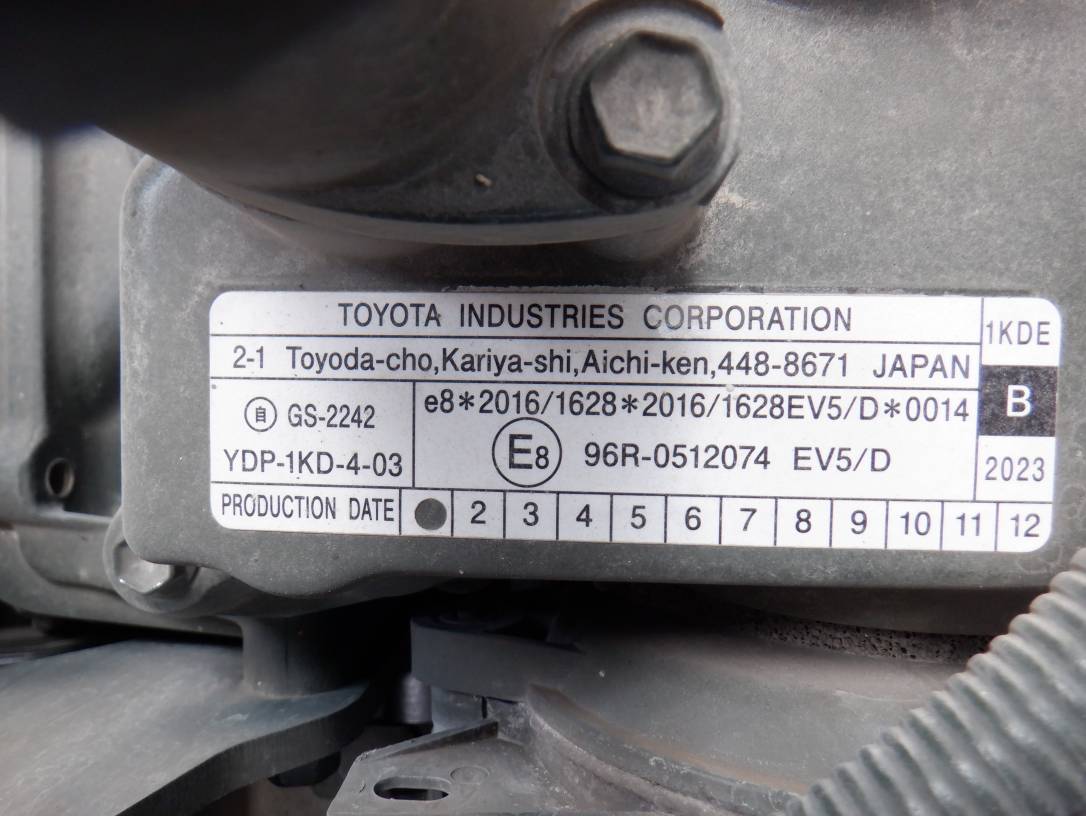 TOYOTA INDUSTRIES CORPORATION
1KDE
2-1 Toyoda-cho,Kariya-shi,Aichi-ken,448-8671 JAPAN
B
自 GS-2242
e8*2016/1628*2016/1628EV5/D*0014
YDP-1KD-4-03
E8 96R-0512074 EV5/D
2023
PRODUCTION DATE 2 3 4 5 6 7 8 9 10 11 12